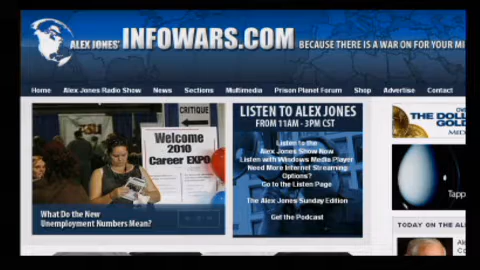 ALEX JONES' INFOWARS.COM BECAUSE THERE IS A WAR ON FOR YOUR MI
Home Alex Jones Radio Show News Sections Multimedia Prison Planet Forum Shop Advertise Contact
CRITIQUE
Welcome
2010
Career EXPO
What Do the New
Unemployment Numbers Mean?
LISTEN TO ALEX JONES
FROM 11AM - 3PM CST
Listen to the
Alex Jones Show Now
Listen with Windows Media Player
Need More Internet Streaming
Options?
Go to the Listen Page
The Alex Jones Sunday Edition
Get the Podcast
THE DOLL
GOLD
Tapp
TODAY ON THE AL